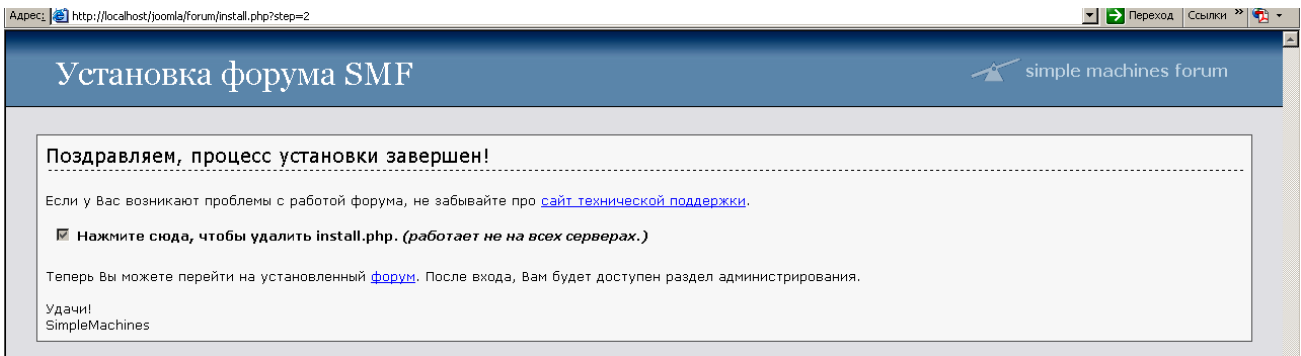 Адрес: http://localhost/joomla/forum/install.php?step=2 Переход Ссылки »
Установка форума SMF simple machines forum
Поздравляем, процесс установки завершен!
Если у Вас возникают проблемы с работой форума, не забывайте про сайт технической поддержки.
Нажмите сюда, чтобы удалить install.php. (работает не на всех серверах.)
Теперь Вы можете перейти на установленный форум. После входа, Вам будет доступен раздел администрирования.
Удачи!
SimpleMachines